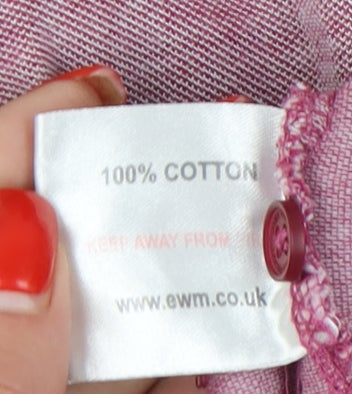 100% COTTON
KEEP AWAY FROM
www.ewm.co.uk